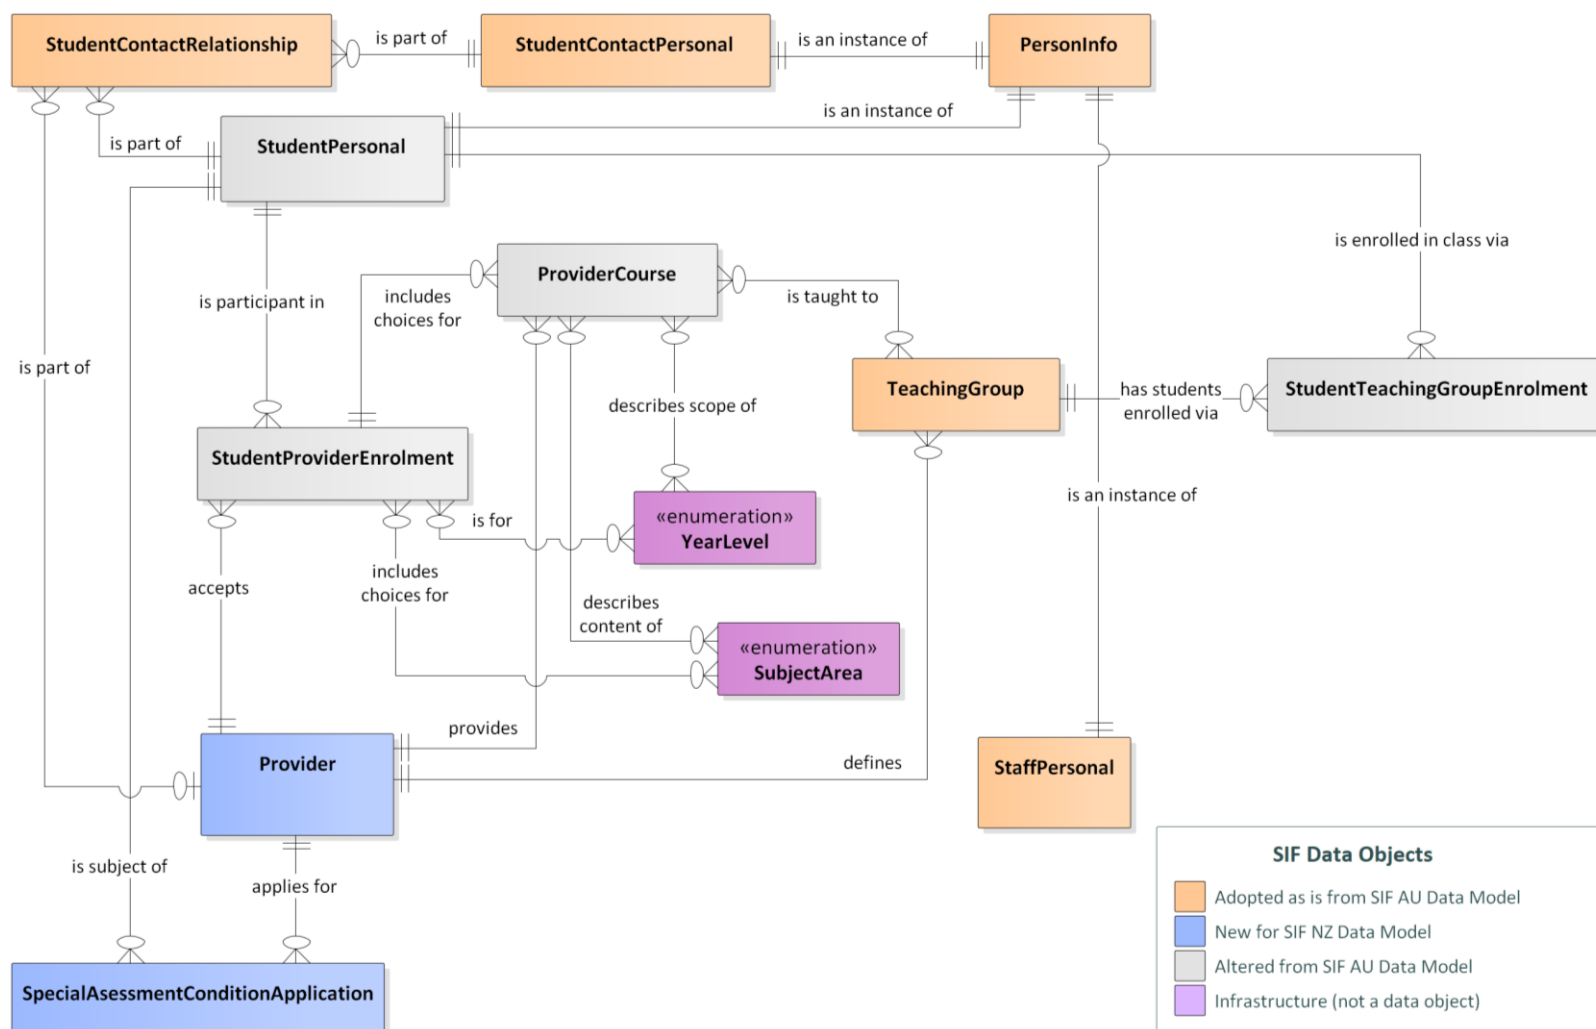 StudentContactRelationship
is part of
StudentContactPersonal
is an instance of
PersonInfo
is an instance of
is part of
StudentPersonal
is enrolled in class via
ProviderCourse
is participant in
includes
choices for
is taught to
is part of
TeachingGroup
has students
enrolled via
StudentTeachingGroupEnrolment
describes scope of
StudentProviderEnrolment
is an instance of
is for
«enumeration»
YearLevel
accepts
includes
choices for
describes
content of
«enumeration»
SubjectArea
provides
Provider
defines
StaffPersonal
is subject of
applies for
SpecialAsessmentConditionApplication
SIF Data Objects
Adopted as is from SIF AU Data Model
New for SIF NZ Data Model
Altered from SIF AU Data Model
Infrastructure (not a data object)